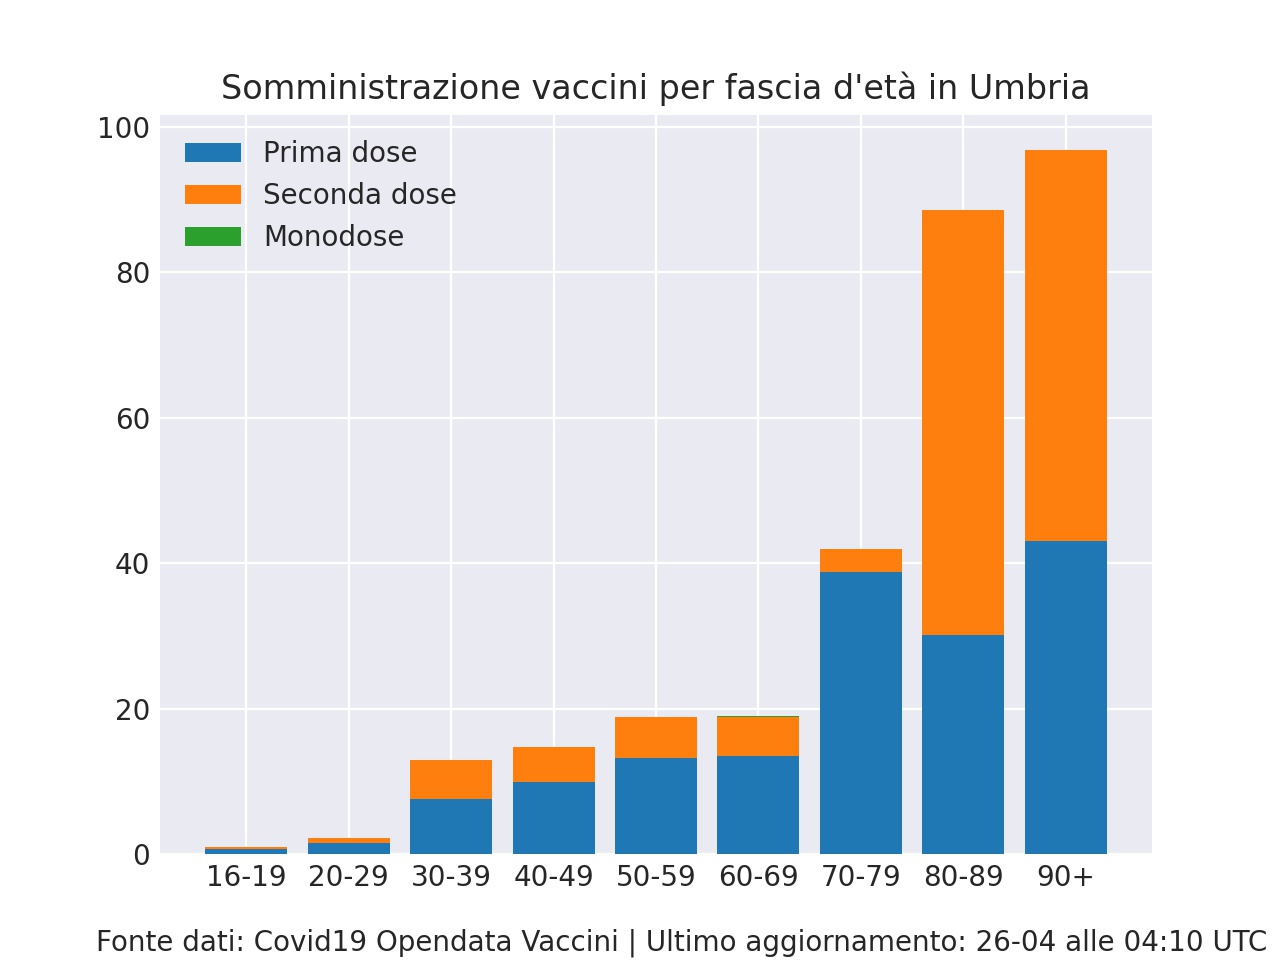 Somministrazione vaccini per fascia d'età in Umbria
100
80
60
40
20
0
Prima dose
Seconda dose
Monodose
16-19 20-29 30-39 40-49 50-59 60-69 70-79 80-89 90+
Fonte dati: Covid19 Opendata Vaccini | Ultimo aggiornamento: 26-04 alle 04:10 UTC